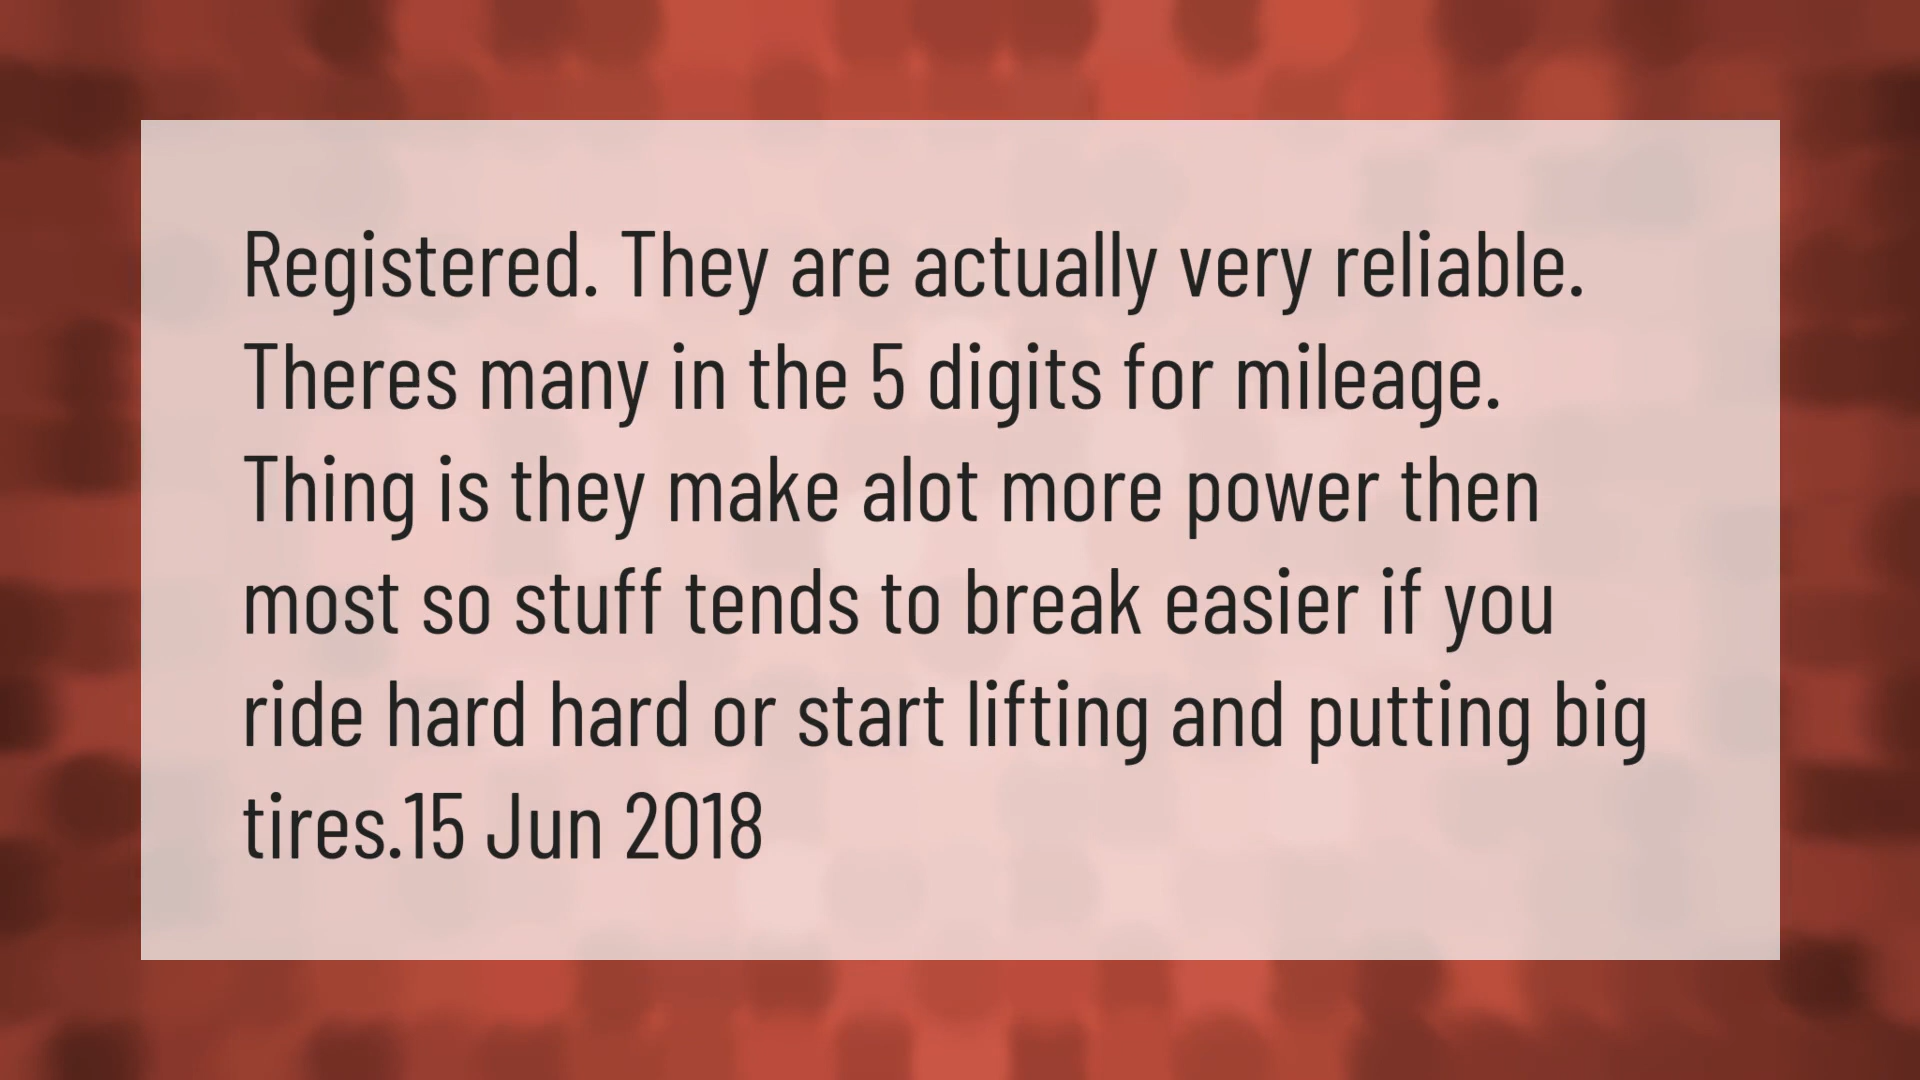 Registered. They are actually very reliable.
Theres many in the 5 digits for mileage.
Thing is they make alot more power then
most so stuff tends to break easier if you
ride hard hard or start lifting and putting big
tires.15 Jun 2018